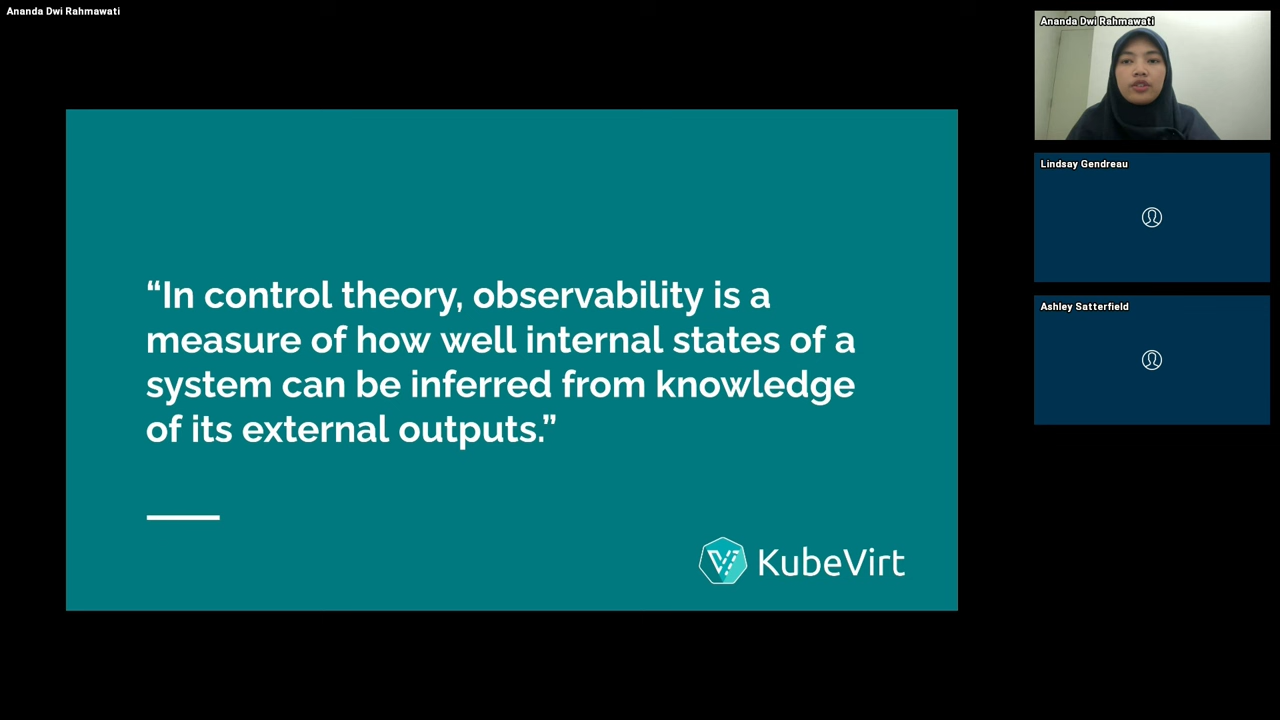 Ananda Dwi Rahmawati
Ananda Dwi Rahmawati
Lindsay Gendreau
Ashley Satterfield
“In control theory, observability is a
measure of how well internal states of a
system can be inferred from knowledge
of its external outputs.”
KubeVirt